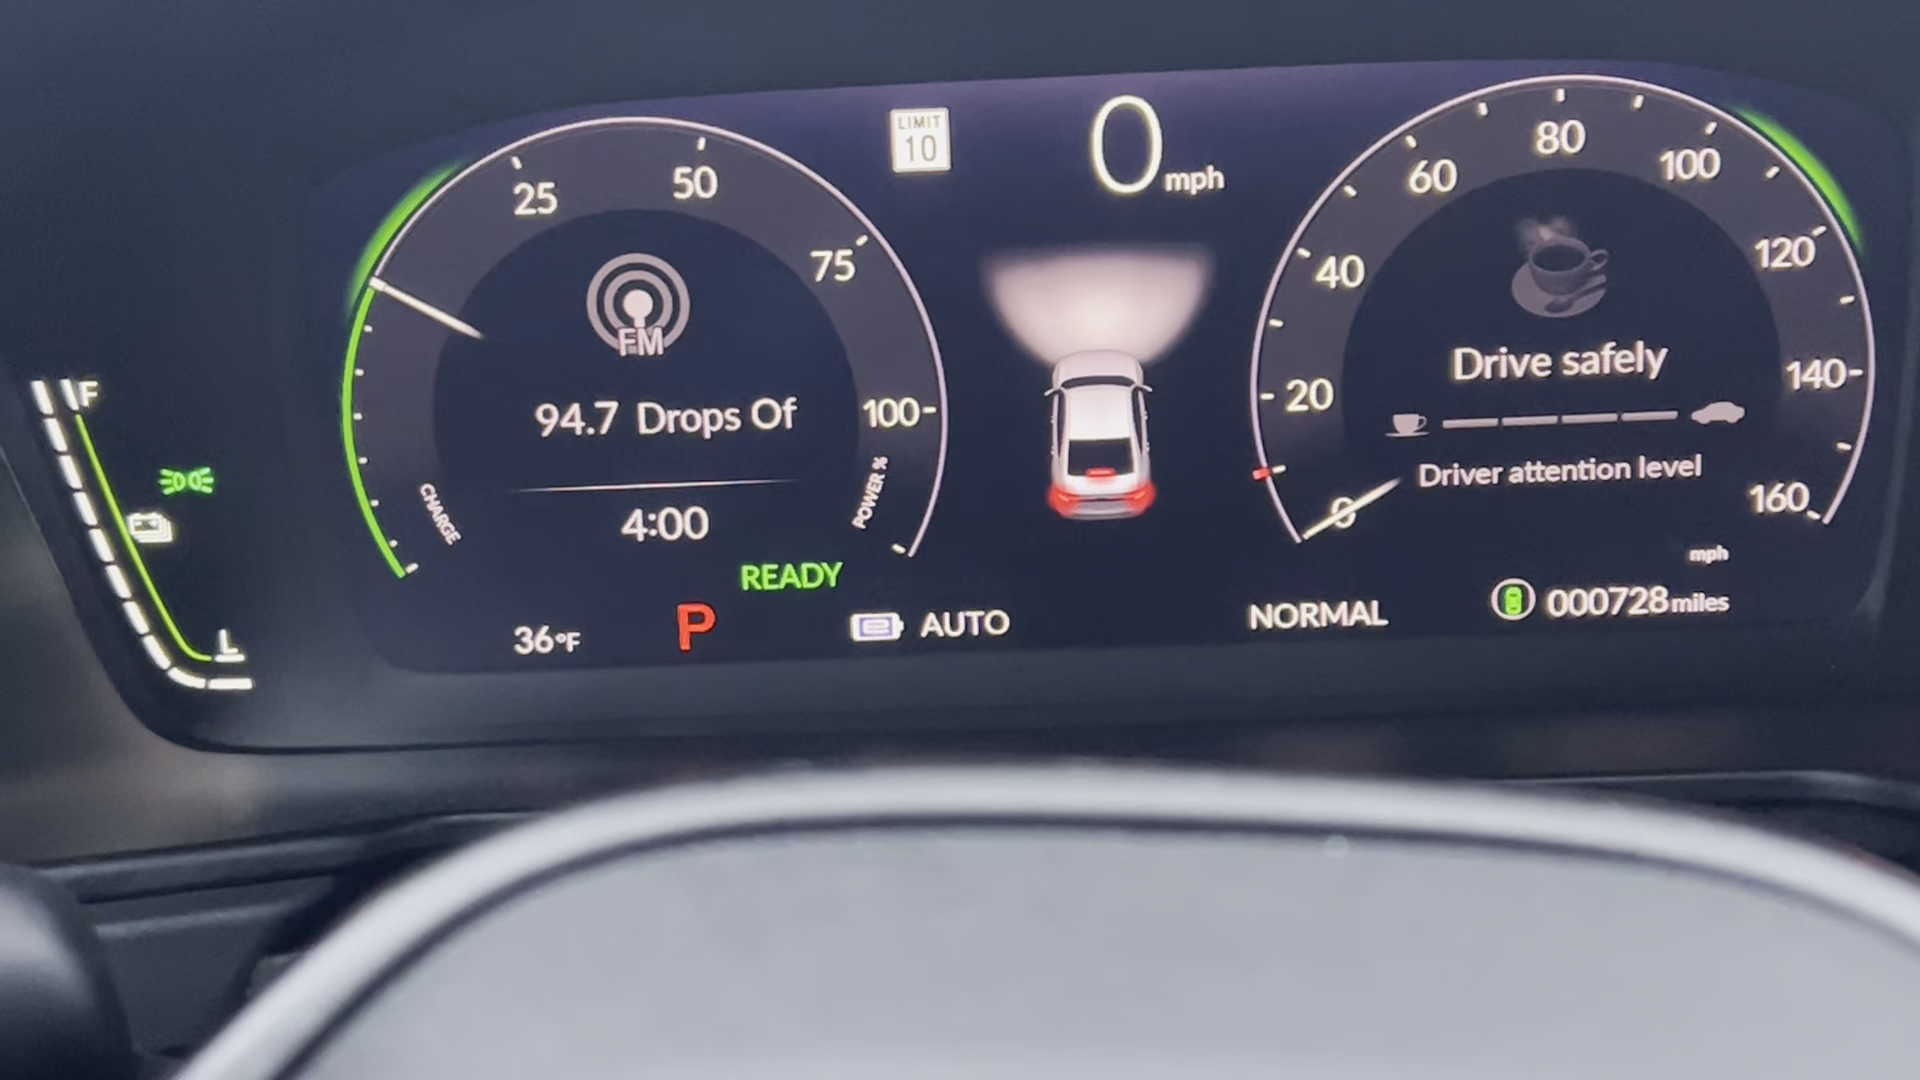 LIMIT
10
0 mph
F
L
25
50
75
100
CHARGE
POWER %
FM
94.7 Drops Of
4:00
READY
36°F
P
e AUTO
0
20
40
60
80
100
120
140
160
mph
Drive safely
Driver attention level
NORMAL
000728 miles